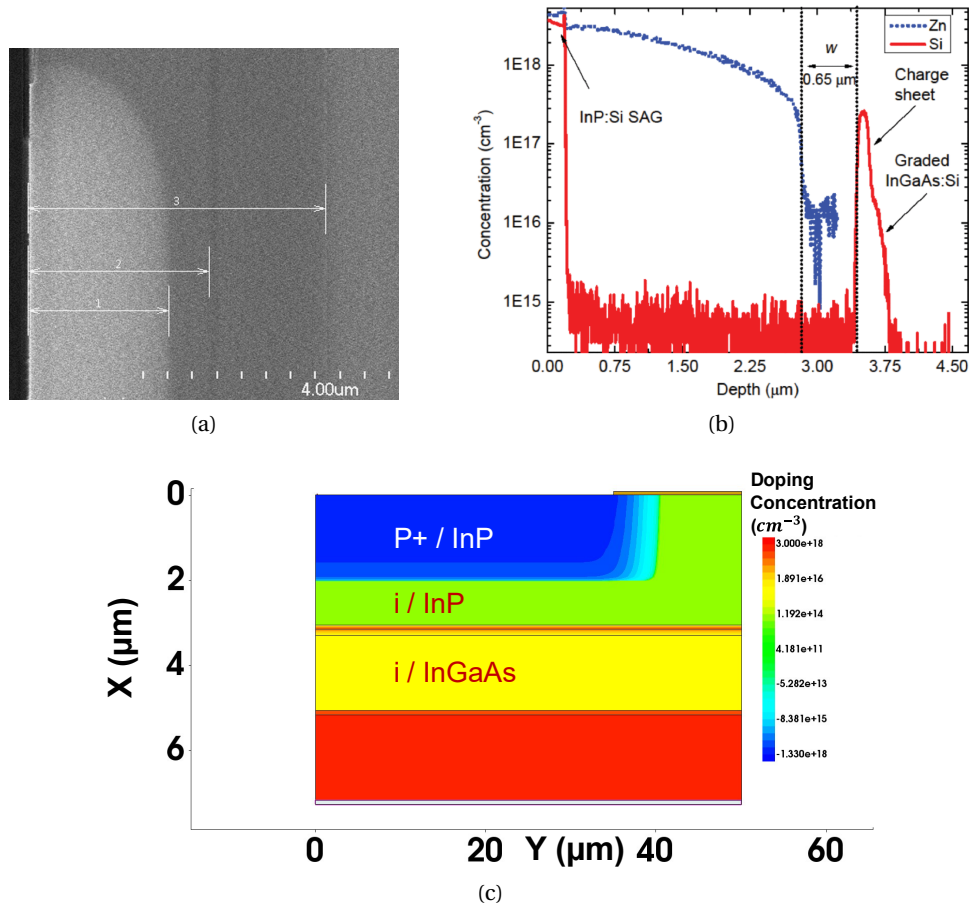 3
2
1
4.00um
(a)
Concentration (cm⁻³)
1E18
1E17
1E16
1E15
0.00 0.75 1.50 2.25 3.00 3.75 4.50
Depth (μm)
Zn
Si
InP:Si SAG
w
0.65 μm
Charge
sheet
Graded
InGaAs:Si
(b)
X (μm)
0
2
4
6
P+ / InP
i / InP
i / InGaAs
0 20 40 60
Y (μm)
Doping
Concentration
(cm⁻³)
3.000e+18
1.891e+16
1.192e+14
4.181e+11
-5.282e+13
-8.381e+15
-1.330e+18
(c)